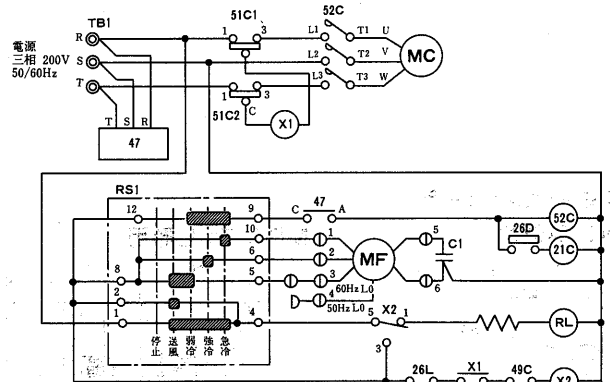 TB1
51C1
52C
R
1
3
L1
T1
U
電源
三相 200V
50/60Hz
S
L2
T2
V
MC
T
1
3
L3
T3
W
51C2
C
X1
T S R
47
RS1
12
9
C
47
A
52C
10
1
5
C1
26D
6
2
MF
21C
8
5
3
60Hz L0
6
2
4
50Hz L0
X2
1
4
5
1
RL
停止
送風
弱冷
強冷
急冷
3
26L
X1
49C
X2